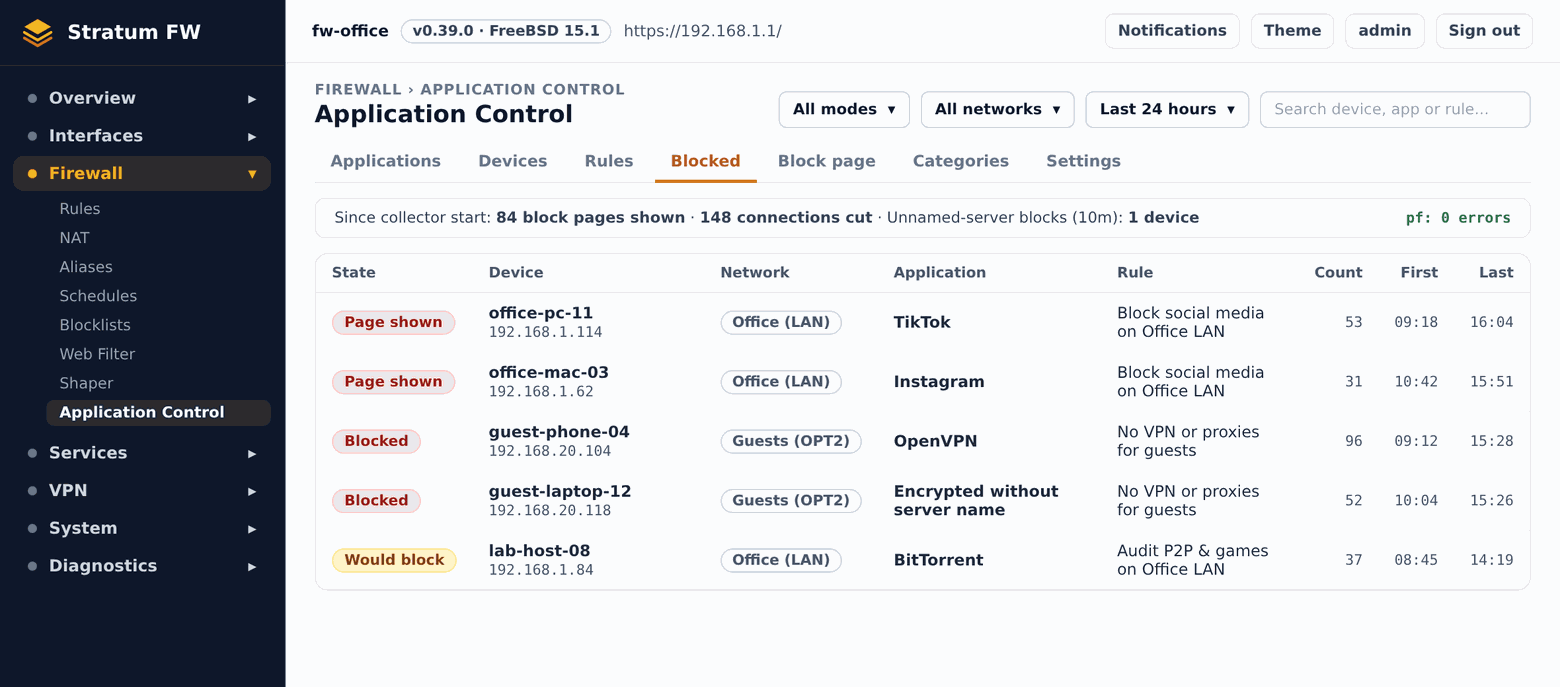 Stratum FW
fw-office
v0.39.0 · FreeBSD 15.1
https://192.168.1.1/
Notifications
Theme
admin
Sign out
Overview ▶
Interfaces ▶
Firewall ▼
Rules
NAT
Aliases
Schedules
Blocklists
Web Filter
Shaper
Application Control
Services ▶
VPN ▶
System ▶
Diagnostics ▶
FIREWALL › APPLICATION CONTROL
Application Control
All modes ▼
All networks ▼
Last 24 hours ▼
Search device, app or rule…
Applications Devices Rules Blocked Block page Categories Settings
Since collector start: 84 block pages shown · 148 connections cut · Unnamed-server blocks (10m): 1 device
pf: 0 errors
State Device Network Application Rule Count First Last
Page shown
office-pc-11
192.168.1.114
Office (LAN)
TikTok
Block social media
on Office LAN
53 09:18 16:04
Page shown
office-mac-03
192.168.1.62
Office (LAN)
Instagram
Block social media
on Office LAN
31 10:42 15:51
Blocked
guest-phone-04
192.168.20.104
Guests (OPT2)
OpenVPN
No VPN or proxies
for guests
96 09:12 15:28
Blocked
guest-laptop-12
192.168.20.118
Guests (OPT2)
Encrypted without
server name
No VPN or proxies
for guests
52 10:04 15:26
Would block
lab-host-08
192.168.1.84
Office (LAN)
BitTorrent
Audit P2P & games
on Office LAN
37 08:45 14:19